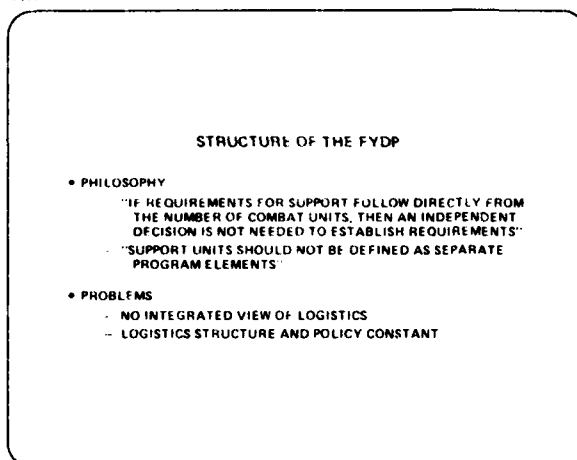 STRUCTURE OF THE FYDP
• PHILOSOPHY
"IF REQUIREMENTS FOR SUPPORT FOLLOW DIRECTLY FROM
THE NUMBER OF COMBAT UNITS, THEN AN INDEPENDENT
DECISION IS NOT NEEDED TO ESTABLISH REQUIREMENTS"
- "SUPPORT UNITS SHOULD NOT BE DEFINED AS SEPARATE
PROGRAM ELEMENTS"
• PROBLEMS
- NO INTEGRATED VIEW OF LOGISTICS
- LOGISTICS STRUCTURE AND POLICY CONSTANT